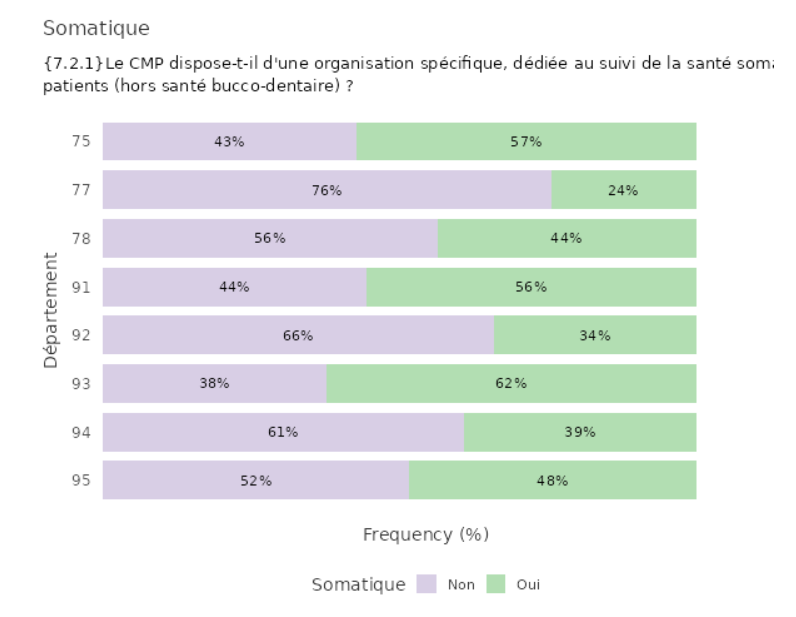 Somatique
{7.2.1}Le CMP dispose-t-il d'une organisation spécifique, dédiée au suivi de la santé
patients (hors santé bucco-dentaire) ?
75 43% 57%
77 76% 24%
78 56% 44%
91 44% 56%
92 66% 34%
93 38% 62%
94 61% 39%
95 52% 48%
Département
Frequency (%)
Somatique Non Oui